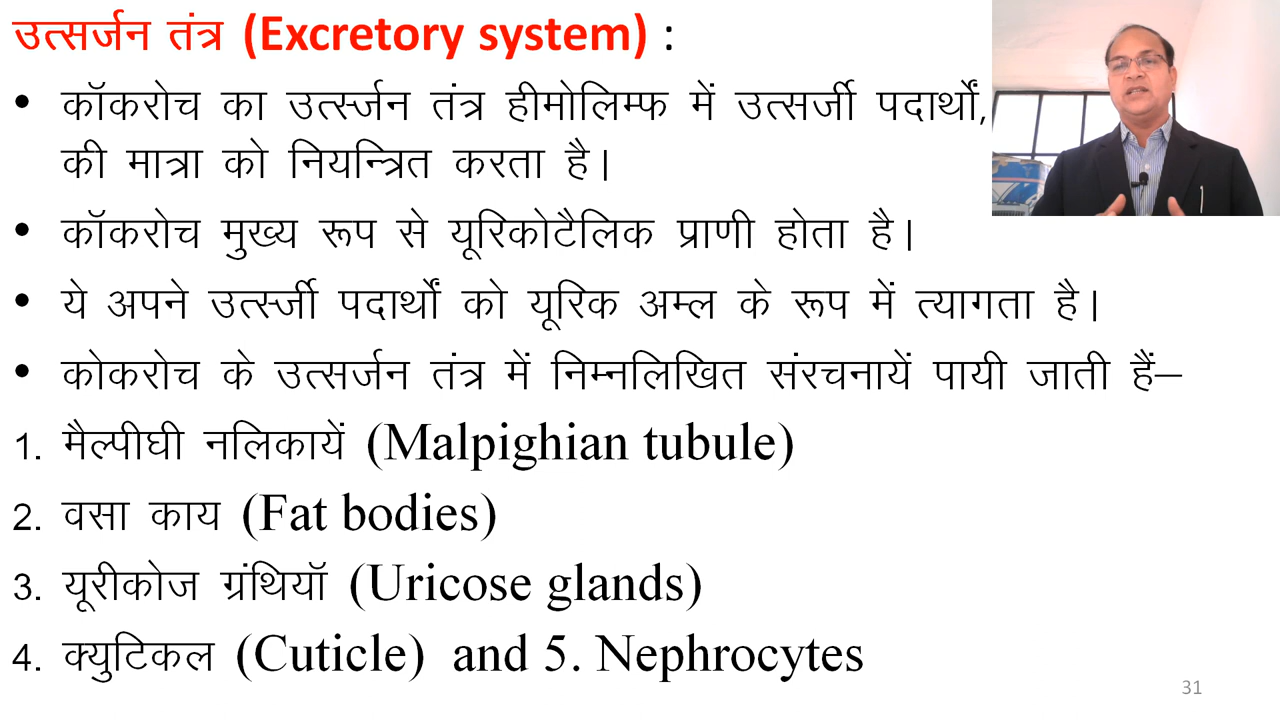 उत्सर्जन तंत्र (Excretory system) :
• कॉकरोच का उत्स्र्जन तंत्र हीमोलिम्फ में उत्सर्जी पदार्थों,
की मात्रा को नियन्त्रित करता है।
• कॉकरोच मुख्य रूप से यूरिकोटैलिक प्राणी होता है।
• ये अपने उत्स्र्जी पदार्थों को यूरिक अम्ल के रूप में त्यागता है।
• कोकरोच के उत्सर्जन तंत्र में निम्नलिखित संरचनायें पायी जाती हैं–
1. मैल्पीघी नलिकायें (Malpighian tubule)
2. वसा काय (Fat bodies)
3. यूरीकोज ग्रंथियॉ (Uricose glands)
4. क्युटिकल (Cuticle) and 5. Nephrocytes
31